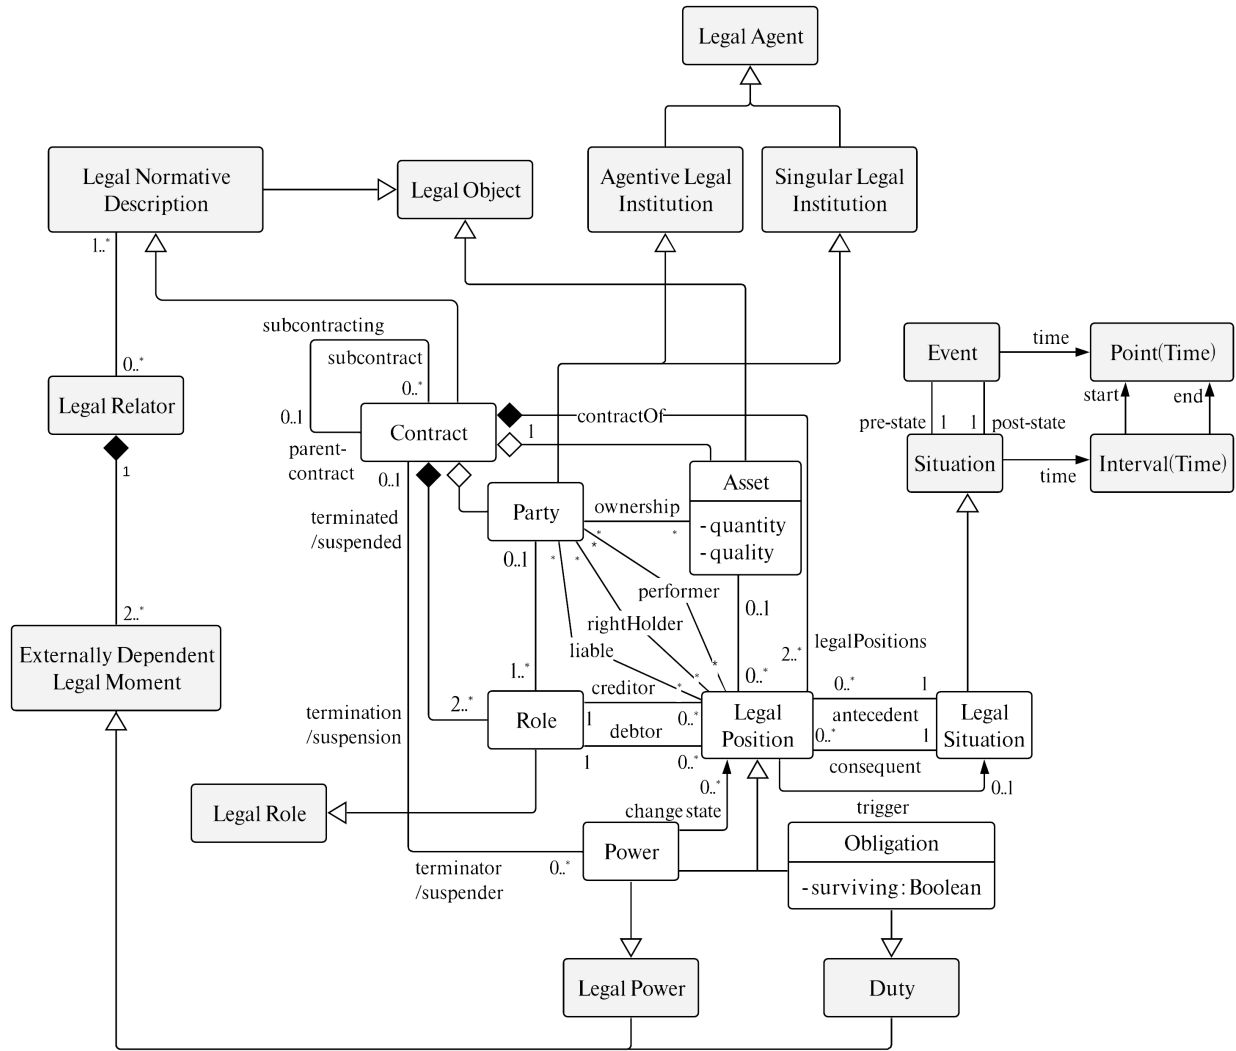 Legal Agent
Legal Normative
Description
Legal Object
Agentive Legal
Institution
Singular Legal
Institution
1..*
0..*
subcontracting
subcontract
0..*
0..1
parent-
contract
Contract
0..1
Legal Relator
1
contractOf
1
Event
time
Point(Time)
pre-state
1
1
post-state
start
end
Situation
time
Interval(Time)
Asset
- quantity
- quality
Party
ownership
*
*
terminated
/suspended
0..1
*
*
*
performer
rightHolder
liable
0..1
2..*
legalPositions
2..*
Externally Dependent
Legal Moment
1..*
*
*
*
0..*
creditor
1
0..*
debtor
1
0..*
2..*
Role
Legal
Position
0..*
1
antecedent
0..*
1
consequent
Legal
Situation
termination
/suspension
0..*
0..1
trigger
change state
Legal Role
Power
0..*
terminator
/suspender
Obligation
- surviving : Boolean
Legal Power
Duty